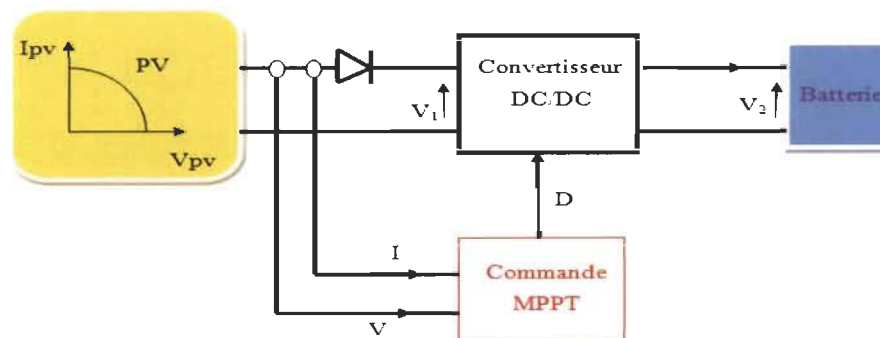 Ipv
PV
Vpv
V₁
Convertisseur
DC/DC
V₂
Batterie
D
I
Commande
MPPT
V